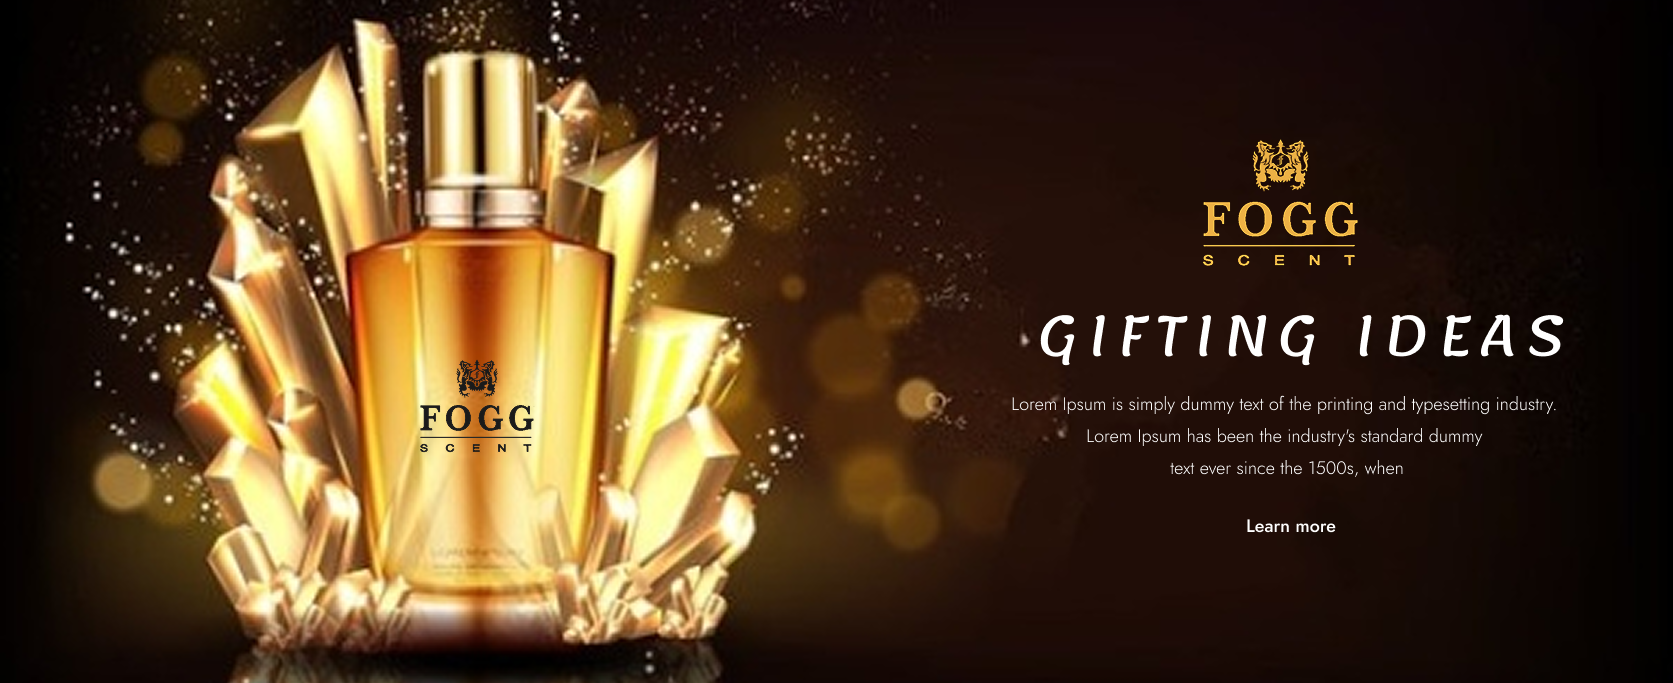 FOGG
SCENT
FOGG
SCENT
GIFTING IDEAS
Lorem Ipsum is simply dummy text of the printing and typesetting industry.
Lorem Ipsum has been the industry's standard dummy
text ever since the 1500s, when
Learn more